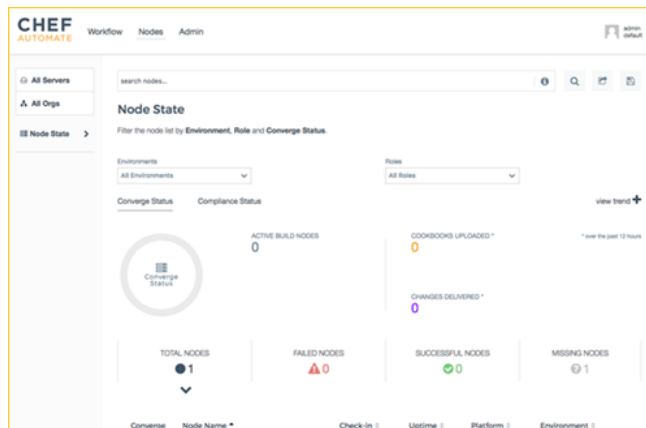 CHEF
AUTOMATE
Workflow Nodes Admin
admin
default
All Servers
All Orgs
Node State
search nodes...
Node State
Filter the node list by Environment, Role and Converge Status.
Environments
All Environments
Roles
All Roles
Converge Status Compliance Status
view trend +
ACTIVE BUILD NODES
0
COOKBOOKS UPLOADED *
0
* over the past 12 hours
Converge
Status
CHANGES DELIVERED *
0
TOTAL NODES FAILED NODES SUCCESSFUL NODES MISSING NODES
1 0 0 1
Converge Node Name Check-in Uptime Platform Environment